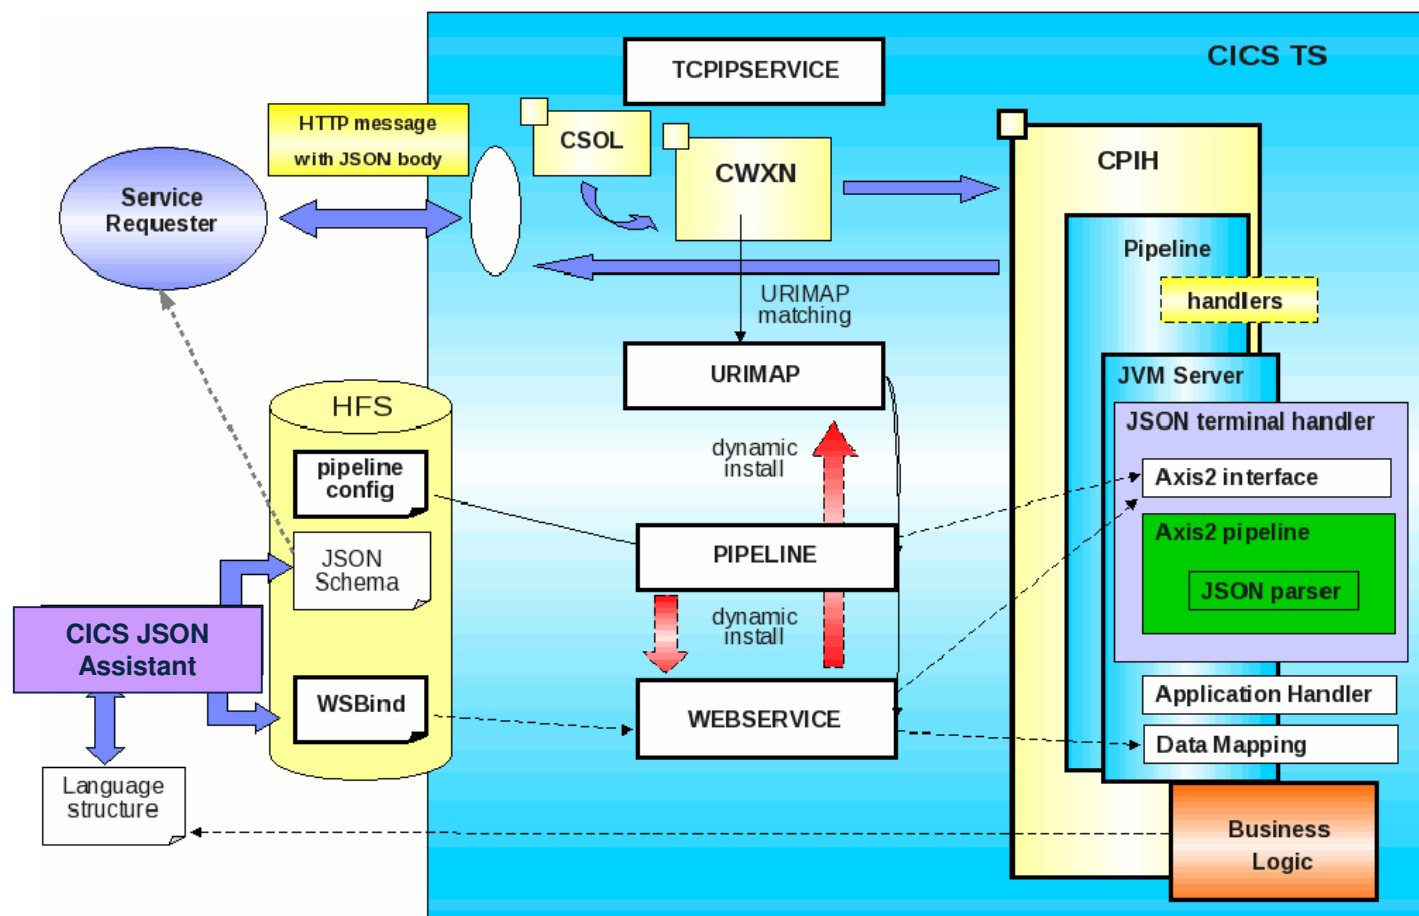 CICS TS
TCPIPSERVICE
HTTP message
with JSON body
CSOL
CWXN
CPIH
Service
Requester
Pipeline
handlers
URIMAP
matching
URIMAP
JVM Server
HFS
JSON terminal handler
pipeline
config
dynamic
install
Axis2 interface
Axis2 pipeline
JSON parser
JSON
Schema
PIPELINE
dynamic
install
CICS JSON
Assistant
WSBind
WEBSERVICE
Application Handler
Data Mapping
Language
structure
Business
Logic